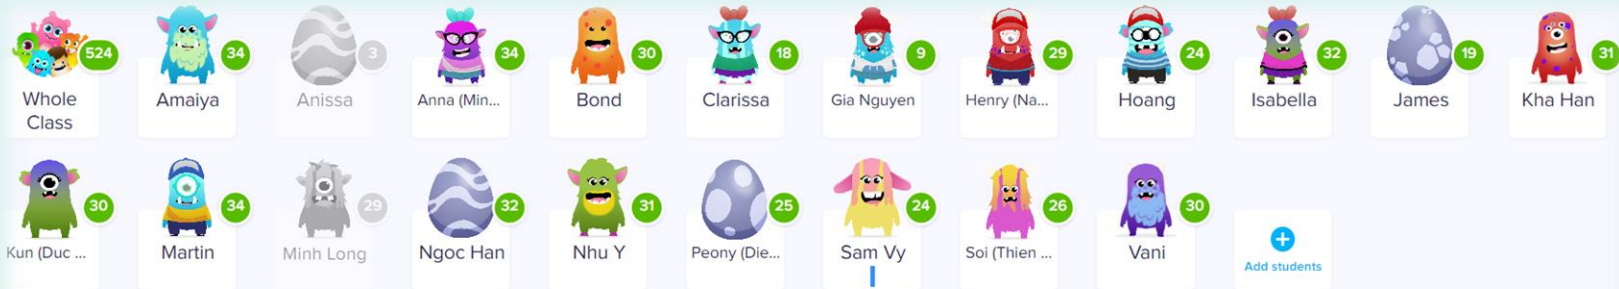 524 34 3 34 30 18 9 29 24 32 19 31
Whole Class Amaiya Anissa Anna (Min... Bond Clarissa Gia Nguyen Henry (Na... Hoang Isabella James Kha Han
30 34 29 32 31 25 24 26 30
Kun (Duc ... Martin Minh Long Ngoc Han Nhu Y Peony (Die... Sam Vy Soi (Thien ... Vani Add students